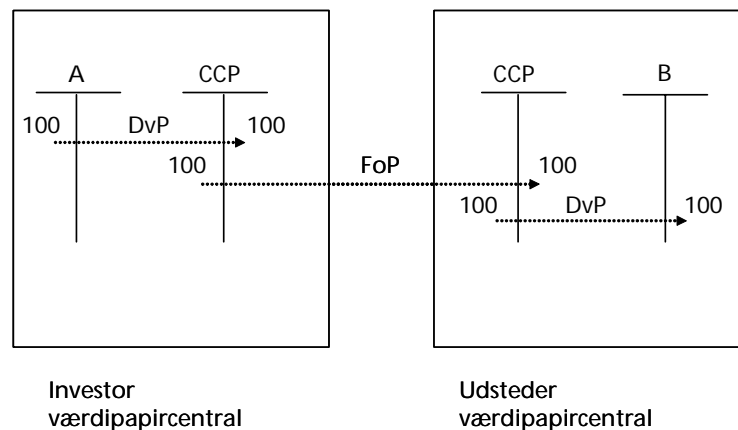 A CCP CCP B
100 DvP 100
100 FoP 100
100 DvP 100
Investor
værdipapircentral
Udsteder
værdipapircentral